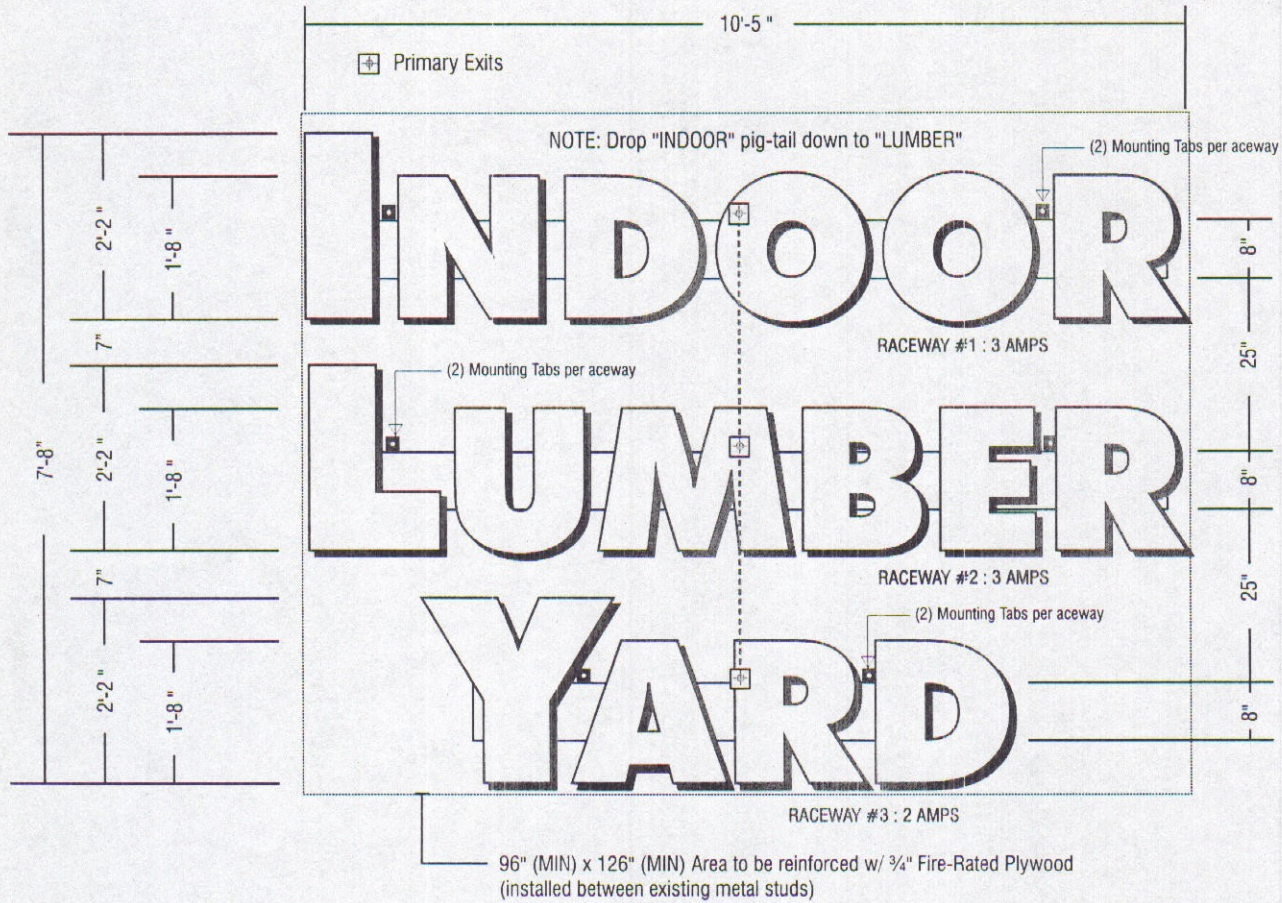 10'-5 "
Primary Exits
NOTE: Drop "INDOOR" pig-tail down to "LUMBER"
(2) Mounting Tabs per aceway
INDOOR
2'-2 "
1'-8 "
8"
RACEWAY #1 : 3 AMPS
7"
25"
(2) Mounting Tabs per aceway
7'-8"
LUMBER
2'-2 "
1'-8 "
8"
RACEWAY #2 : 3 AMPS
7"
25"
(2) Mounting Tabs per aceway
YARD
2'-2 "
1'-8 "
8"
RACEWAY #3 : 2 AMPS
96" (MIN) x 126" (MIN) Area to be reinforced w/ ¾" Fire-Rated Plywood
(installed between existing metal studs)